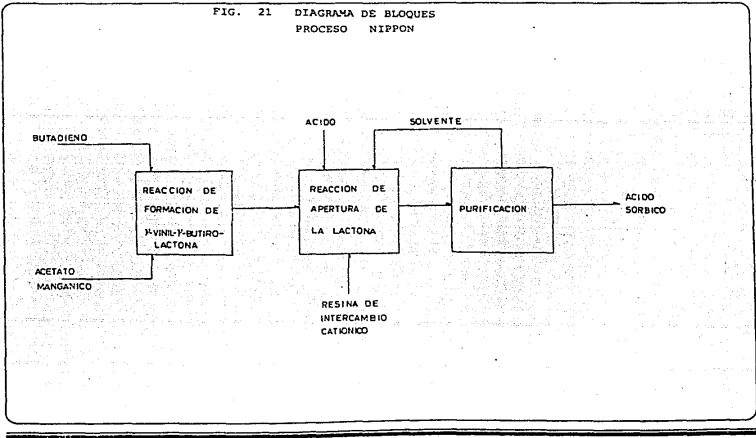 FIG. 21 DIAGRAMA DE BLOQUES
PROCESO NIPPON
BUTADIENO
ACETATO
MANGANICO
REACCION DE
FORMACION DE
γ-VINIL-γ-BUTIRO-
LACTONA
ACIDO
SOLVENTE
REACCION DE
APERTURA DE
LA LACTONA
RESINA DE
INTERCAMBIO
CATIONICO
PURIFICACION
ACIDO
SORBICO